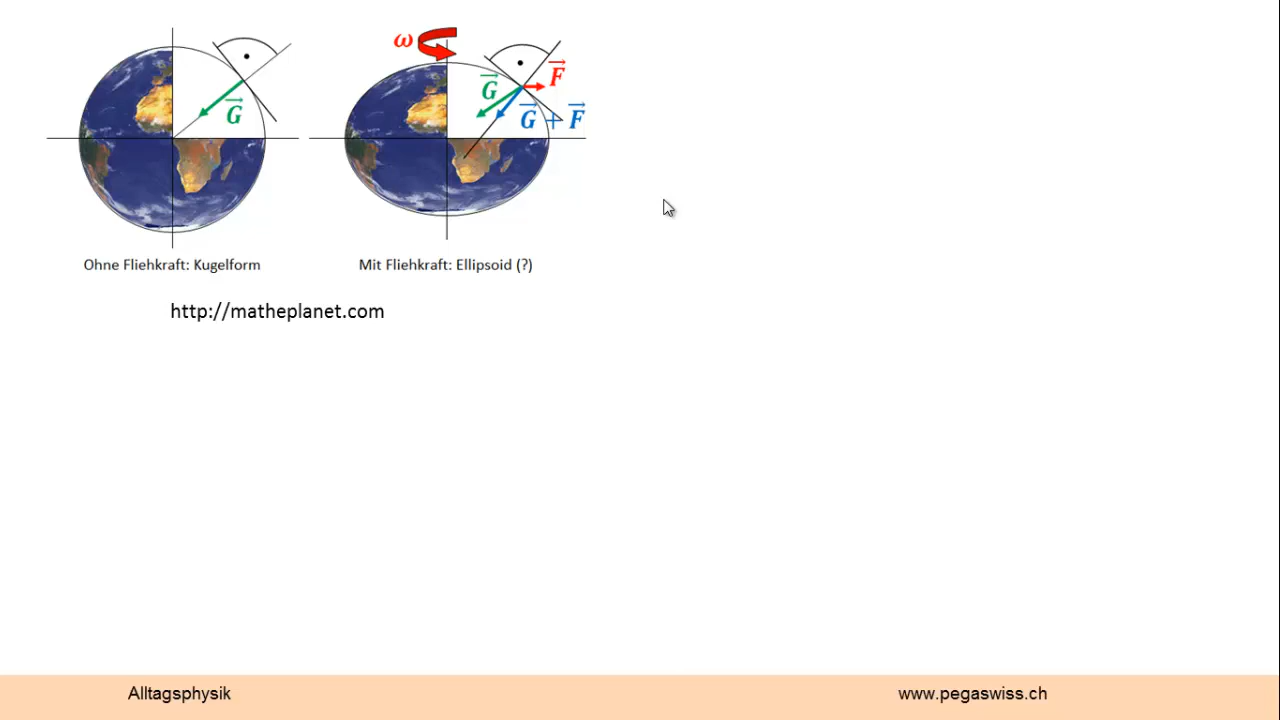 ω
G
G
F
G + F
Ohne Fliehkraft: Kugelform
Mit Fliehkraft: Ellipsoid (?)
http://matheplanet.com
Alltagsphysik
www.pegaswiss.ch